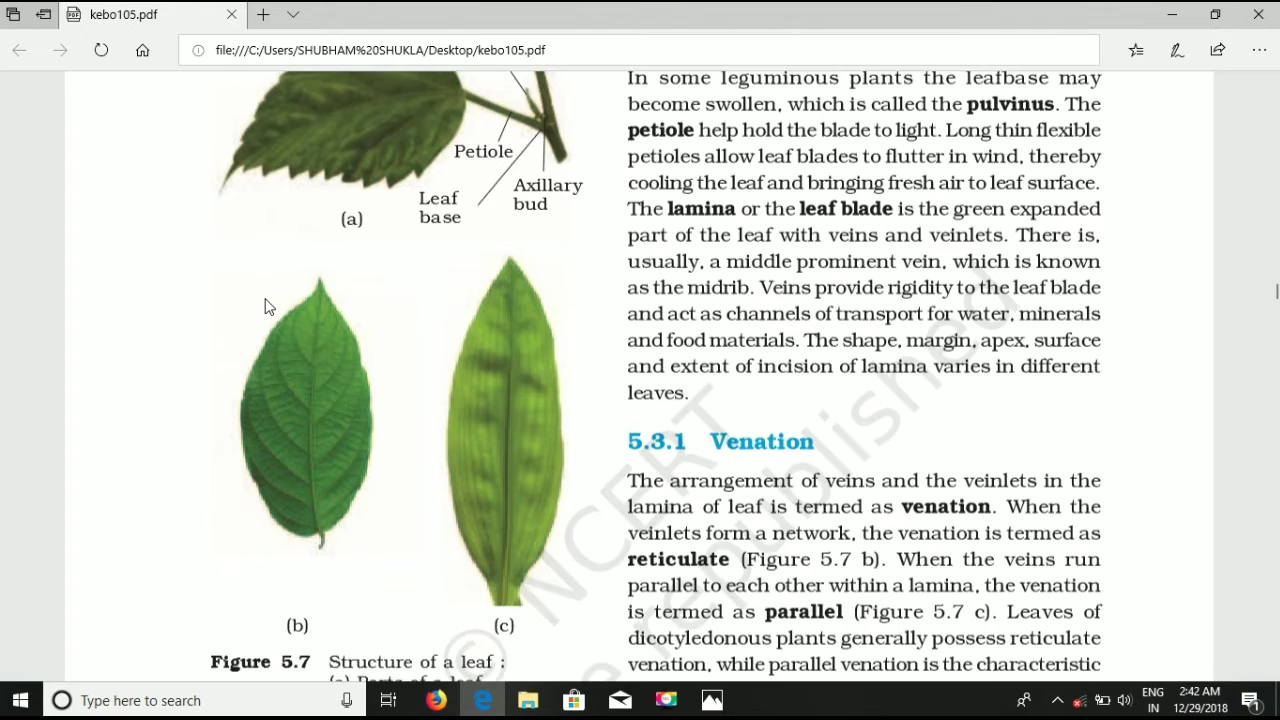 kebo105.pdf
file:///C:/Users/SHUBHAM%20SHUKLA/Desktop/kebo105.pdf
Petiole
Leaf
base
Axillary
bud
(a)
(b)
(c)
Figure 5.7 Structure of a leaf :
(a) Parts of a leaf
In some leguminous plants the leafbase may
become swollen, which is called the pulvinus. The
petiole help hold the blade to light. Long thin flexible
petioles allow leaf blades to flutter in wind, thereby
cooling the leaf and bringing fresh air to leaf surface.
The lamina or the leaf blade is the green expanded
part of the leaf with veins and veinlets. There is,
usually, a middle prominent vein, which is known
as the midrib. Veins provide rigidity to the leaf blade
and act as channels of transport for water, minerals
and food materials. The shape, margin, apex, surface
and extent of incision of lamina varies in different
leaves.
5.3.1 Venation
The arrangement of veins and the veinlets in the
lamina of leaf is termed as venation. When the
veinlets form a network, the venation is termed as
reticulate (Figure 5.7 b). When the veins run
parallel to each other within a lamina, the venation
is termed as parallel (Figure 5.7 c). Leaves of
dicotyledonous plants generally possess reticulate
venation, while parallel venation is the characteristic
© NCERT
e republished
Type here to search
ENG
IN
2:42 AM
12/29/2018
1